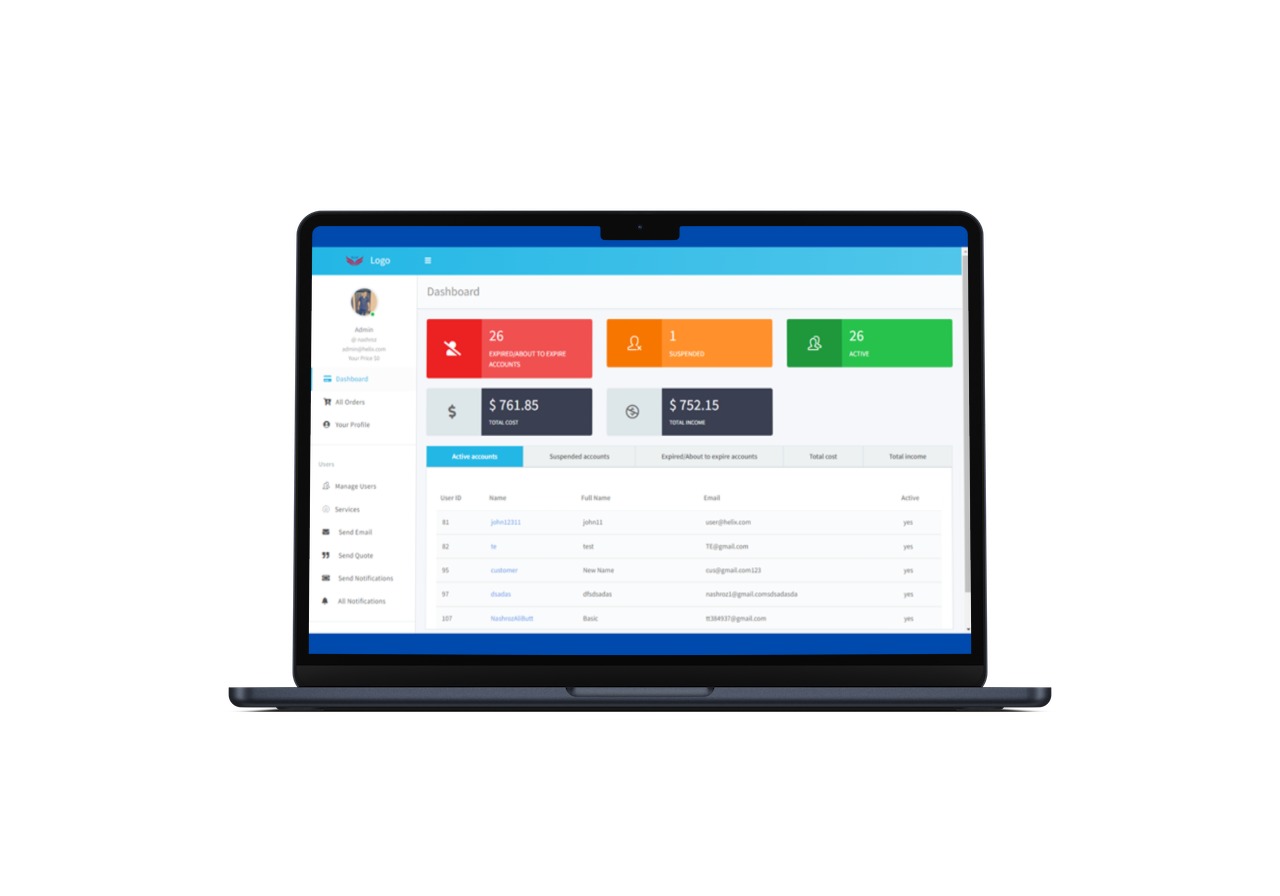 Logo
Dashboard
Admin
@ nashroz
admin@helix.com
Your Price $0
Dashboard
All Orders
Your Profile
Users
Manage Users
Services
Send Email
Send Quote
Send Notifications
All Notifications
26
EXPIRED/ABOUT TO EXPIRE
ACCOUNTS
1
SUSPENDED
26
ACTIVE
$ 761.85
TOTAL COST
$ 752.15
TOTAL INCOME
Active accounts Suspended accounts Expired/About to expire accounts Total cost Total income
User ID Name Full Name Email Active
81 john12311 john11 user@helix.com yes
82 te test TE@gmail.com yes
95 customer New Name cus@gmail.com123 yes
97 dsadas dfsdsadas nashroz1@gmail.comsdsadasda yes
107 NashrozAliButt Basic tt384937@gmail.com yes